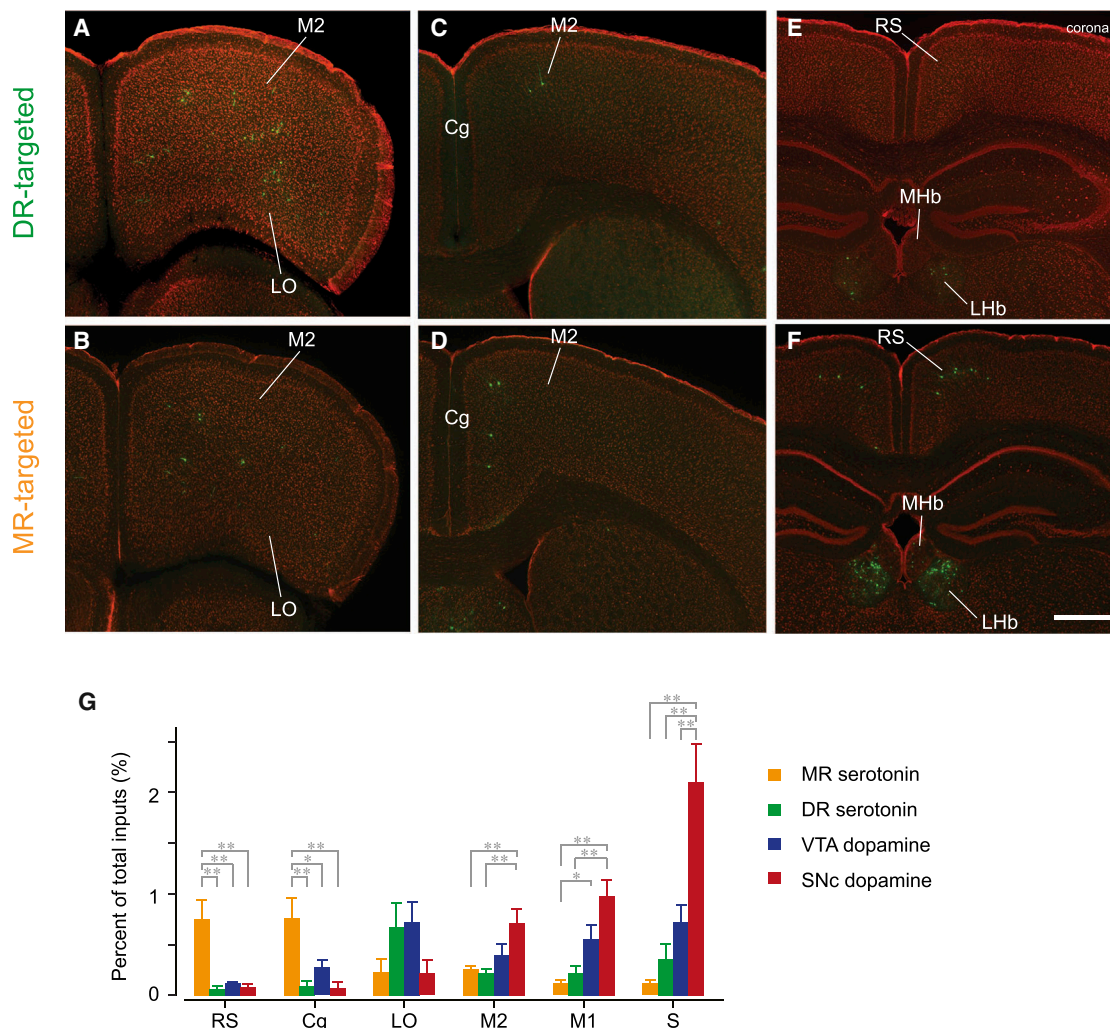 DR-targeted
A
M2
LO
C
M2
Cg
E
RS
corona
MHb
LHb
MR-targeted
B
M2
LO
D
M2
Cg
F
RS
MHb
LHb
G
Percent of total inputs (%)
2
1
0
** ** **
** * **
** **
** ** *
** ** **
RS Cg LO M2 M1 S
MR serotonin
DR serotonin
VTA dopamine
SNc dopamine